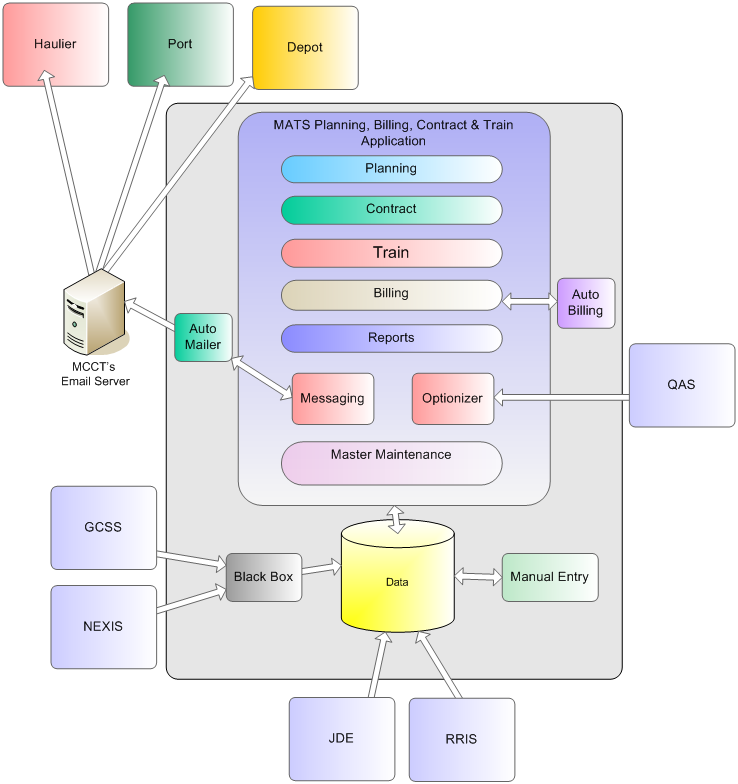 Haulier
Port
Depot
MATS Planning, Billing, Contract & Train
Application
Planning
Contract
Train
Billing
Auto
Billing
Reports
Auto
Mailer
MCCT's
Email Server
Messaging
Optionizer
QAS
Master Maintenance
GCSS
Black Box
Data
Manual Entry
NEXIS
JDE
RRIS